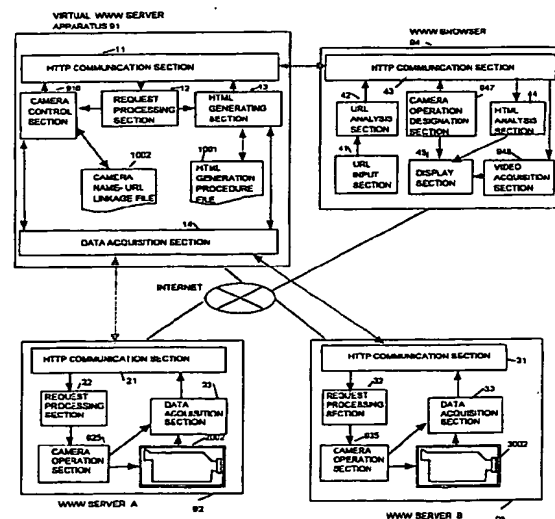 VIRTUAL WWW SERVER
APPARATUS 91
11
HTTP COMMUNICATION SECTION
916
CAMERA
CONTROL
SECTION
12
REQUEST
PROCESSING
SECTION
13
HTML
GENERATING
SECTION
1002
CAMERA
NAME- URL
LINKAGE FILE
1001
HTML
GENERATION
PROCEDURE
FILE
14
DATA ACQUISITION SECTION
WWW BROWSER
94
HTTP COMMUNICATION SECTION
42
43
947
44
URL
ANALYSIS
SECTION
CAMERA
OPERATION
DESIGNATION
SECTION
HTML
ANALYSIS
SECTION
41
URL
INPUT
SECTION
45
DISPLAY
SECTION
948
VIDEO
ACQUISITION
SECTION
INTERNET
HTTP COMMUNICATION SECTION
21
22
REQUEST
PROCESSING
SECTION
23
DATA
ACQUISITION
SECTION
925
CAMERA
OPERATION
SECTION
2002
WWW SERVER A
92
HTTP COMMUNICATION SECTION
31
32
REQUEST
PROCESSING
SECTION
33
DATA
ACQUISITION
SECTION
935
CAMERA
OPERATION
SECTION
3002
WWW SERVER B